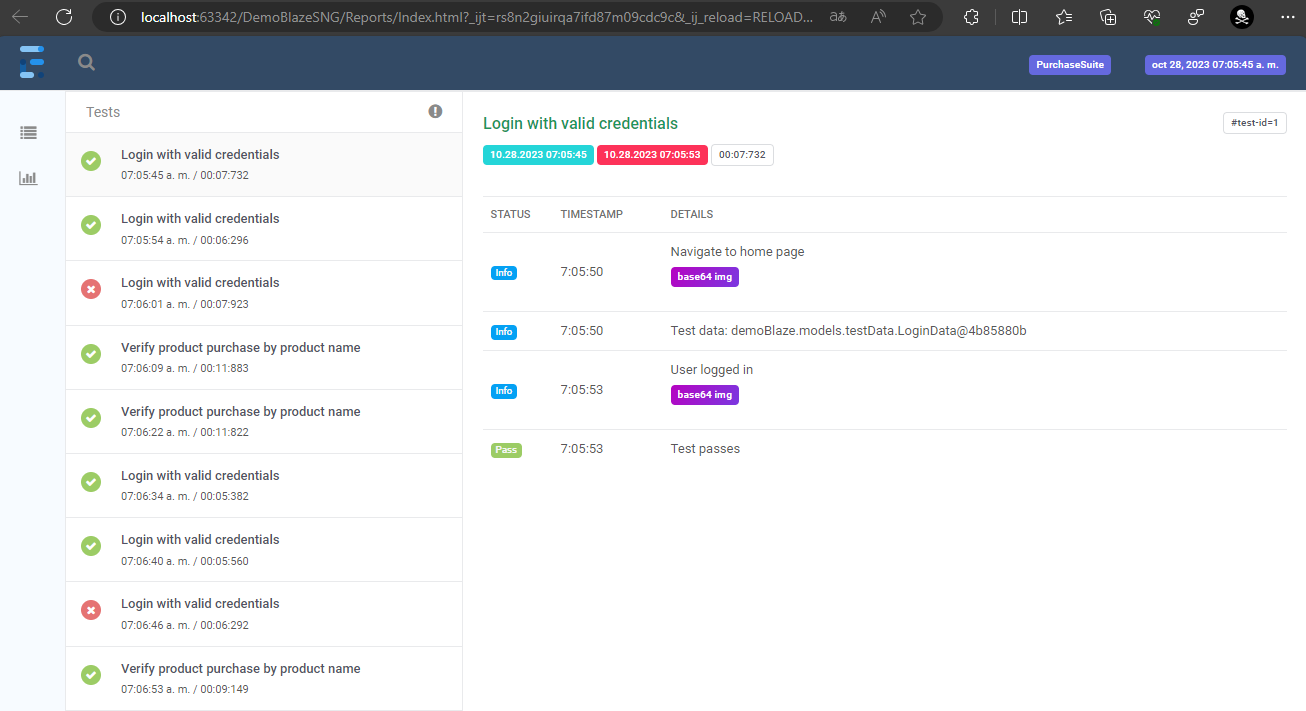 localhost:63342/DemoBlazeSNG/Reports/Index.html?_ijt=rs8n2giuirqa7ifd87m09cdc9c&_ij_reload=RELOAD...
PurchaseSuite
oct 28, 2023 07:05:45 a. m.
Tests
Login with valid credentials
07:05:45 a. m. / 00:07:732
Login with valid credentials
07:05:54 a. m. / 00:06:296
Login with valid credentials
07:06:01 a. m. / 00:07:923
Verify product purchase by product name
07:06:09 a. m. / 00:11:883
Verify product purchase by product name
07:06:22 a. m. / 00:11:822
Login with valid credentials
07:06:34 a. m. / 00:05:382
Login with valid credentials
07:06:40 a. m. / 00:05:560
Login with valid credentials
07:06:46 a. m. / 00:06:292
Verify product purchase by product name
07:06:53 a. m. / 00:09:149
Login with valid credentials
#test-id=1
10.28.2023 07:05:45 10.28.2023 07:05:53 00:07:732
STATUS TIMESTAMP DETAILS
Info 7:05:50 Navigate to home page
base64 img
Info 7:05:50 Test data: demoBlaze.models.testData.LoginData@4b85880b
Info 7:05:53 User logged in
base64 img
Pass 7:05:53 Test passes